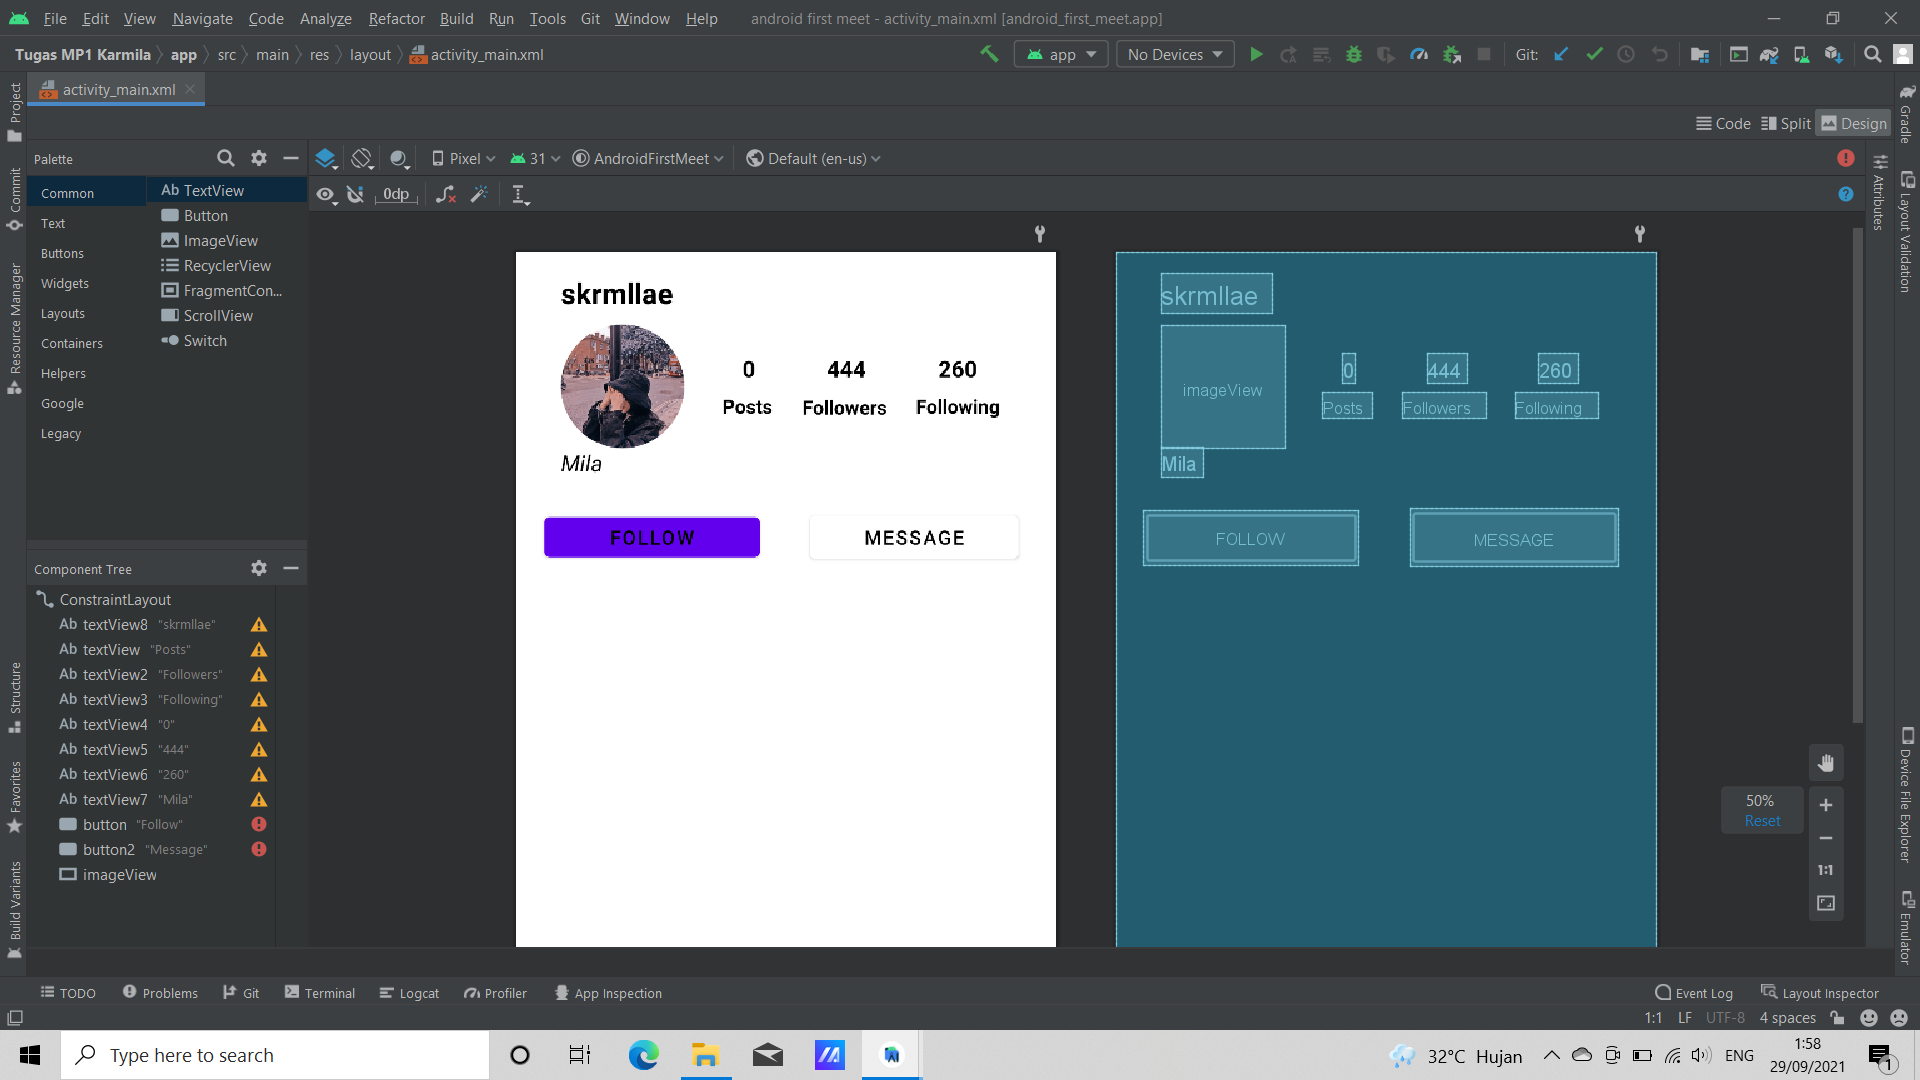 File Edit View Navigate Code Analyze Refactor Build Run Tools Git Window Help android first meet - activity_main.xml [android_first_meet.app]
Tugas MP1 Karmila app src main res layout activity_main.xml app No Devices Git:
activity_main.xml
Code Split Design
Palette Pixel 31 AndroidFirstMeet Default (en-us)
0dp
Common
Text
Buttons
Widgets
Layouts
Containers
Helpers
Google
Legacy
Ab TextView
Button
ImageView
RecyclerView
FragmentCon...
ScrollView
Switch
skrmllae
0 444 260
Posts Followers Following
Mila
FOLLOW MESSAGE
skrmllae
imageView
0 444 260
Posts Followers Following
Mila
FOLLOW MESSAGE
Component Tree
ConstraintLayout
Ab textView8 "skrmllae"
Ab textView "Posts"
Ab textView2 "Followers"
Ab textView3 "Following"
Ab textView4 "0"
Ab textView5 "444"
Ab textView6 "260"
Ab textView7 "Mila"
button "Follow"
button2 "Message"
imageView
Project
Commit
Resource Manager
Structure
Favorites
Build Variants
Gradle
Layout Validation
Attributes
Device File Explorer
Emulator
50%
Reset
1:1
TODO Problems Git Terminal Logcat Profiler App Inspection Event Log Layout Inspector
1:1 LF UTF-8 4 spaces
Type here to search
32°C Hujan
ENG
1:58
29/09/2021
1